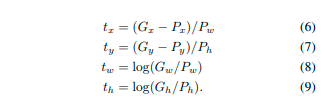 t_x = (G_x − P_x)/P_w (6)
t_y = (G_y − P_y)/P_h (7)
t_w = log(G_w/P_w) (8)
t_h = log(G_h/P_h). (9)